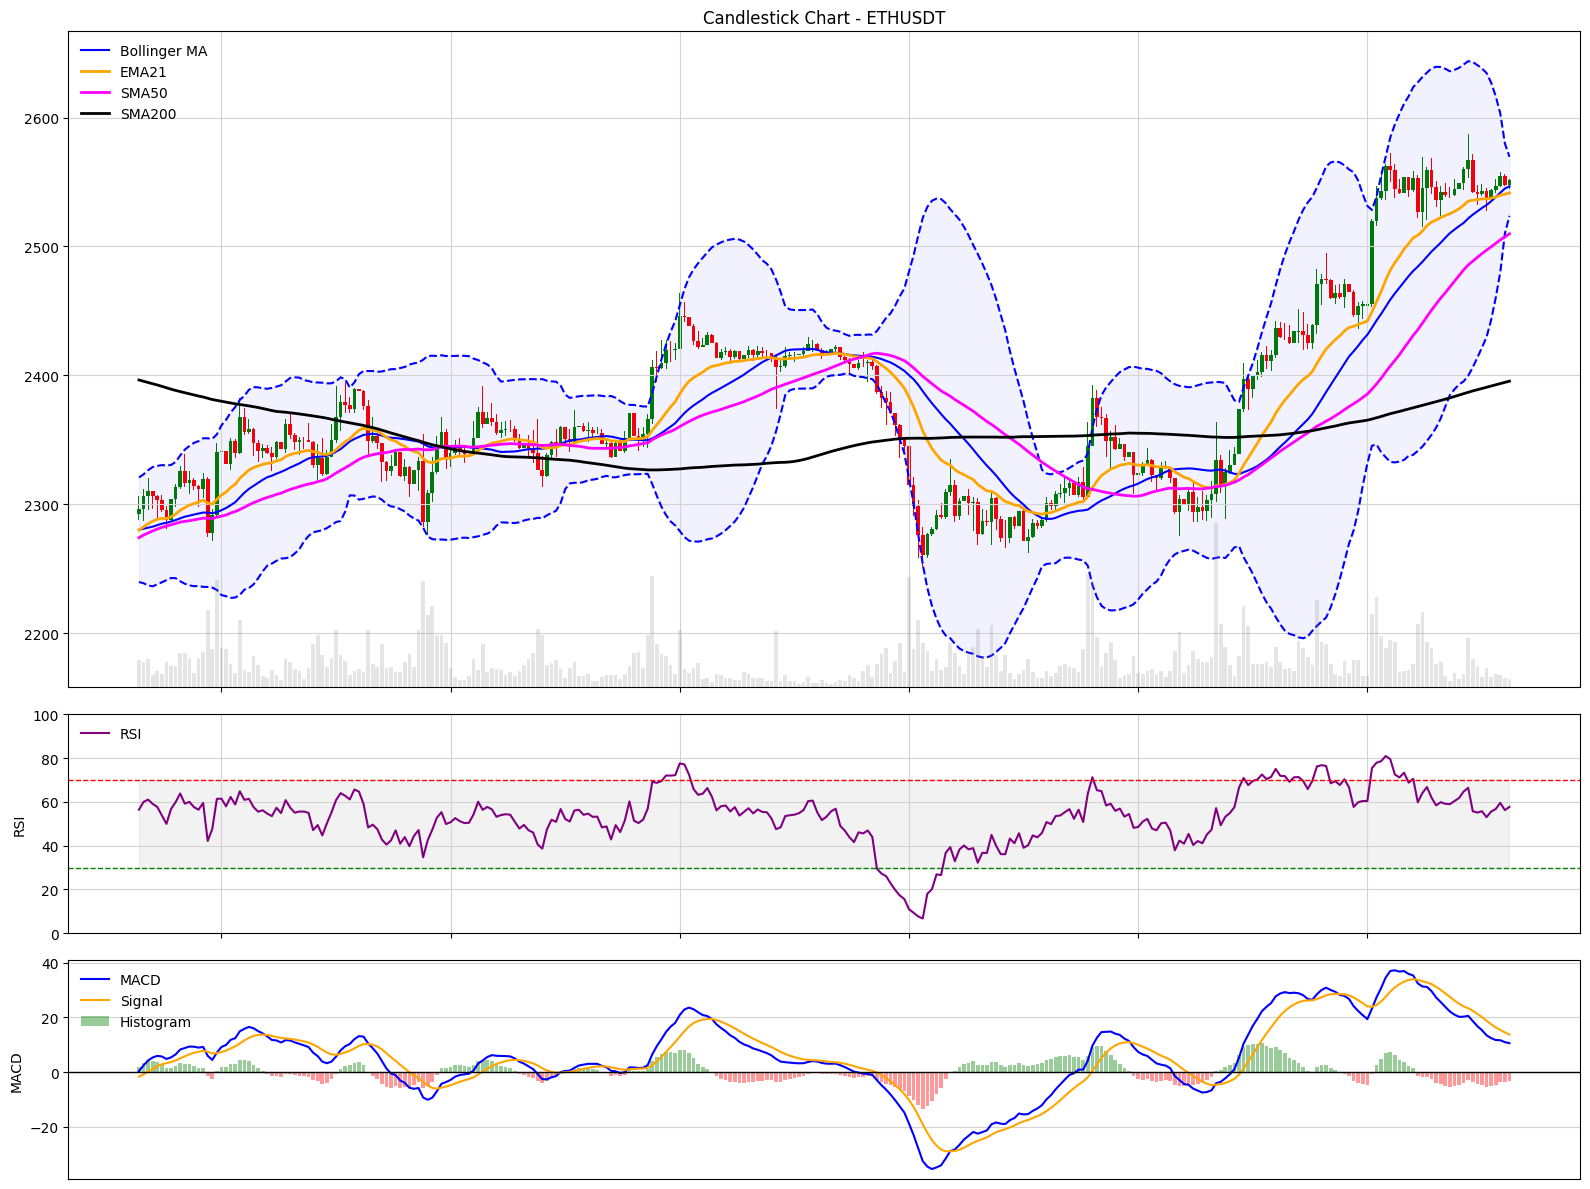 Candlestick Chart - ETHUSDT
Bollinger MA
EMA21
SMA50
SMA200
2600
2500
2400
2300
2200
100
80
60
40
20
0
RSI
RSI
40
20
0
−20
MACD
MACD
Signal
Histogram